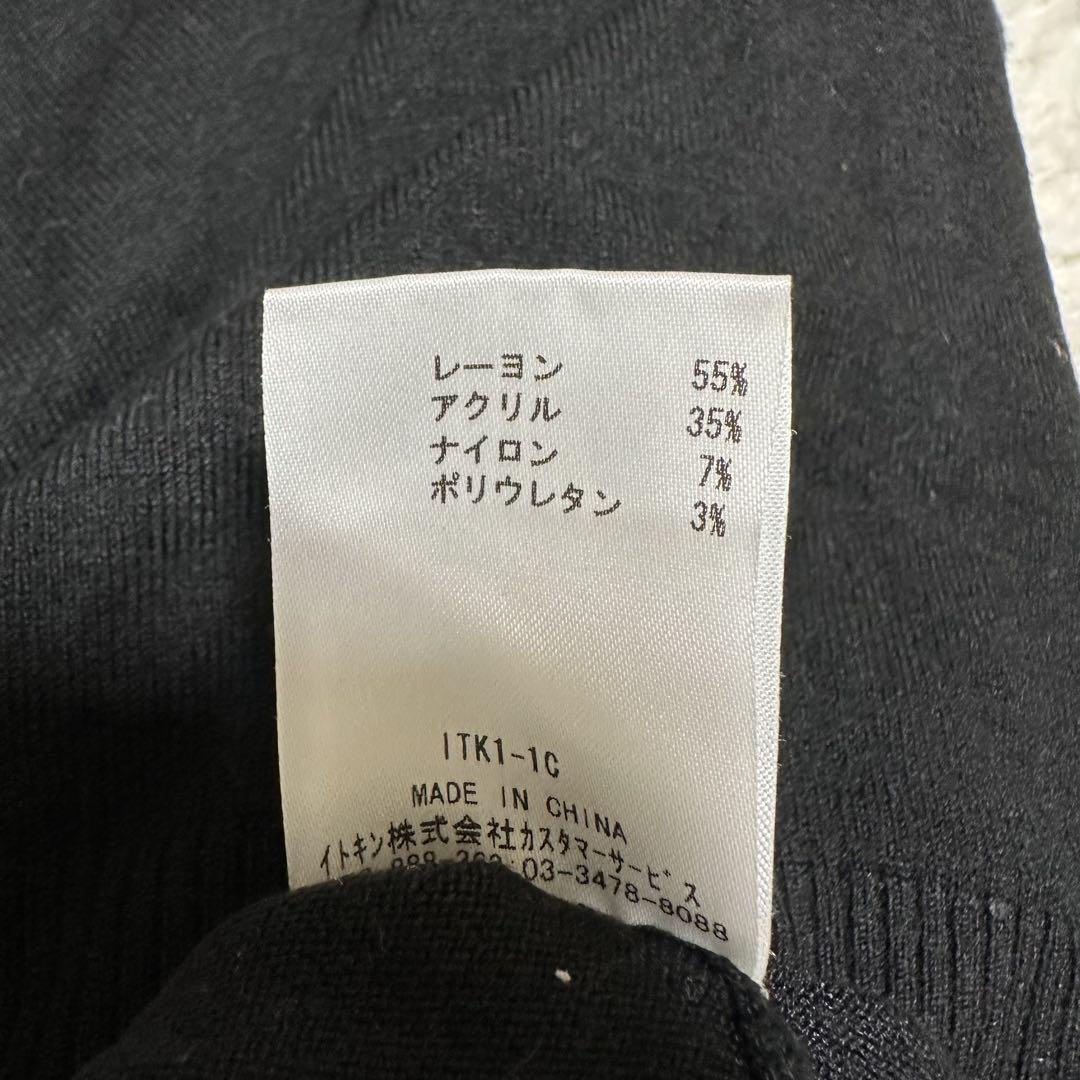 レーヨン 55%
アクリル 35%
ナイロン 7%
ポリウレタン 3%
ITK1-1C
MADE IN CHINA
イトキン株式会社カスタマーサービス
03-3478-8088